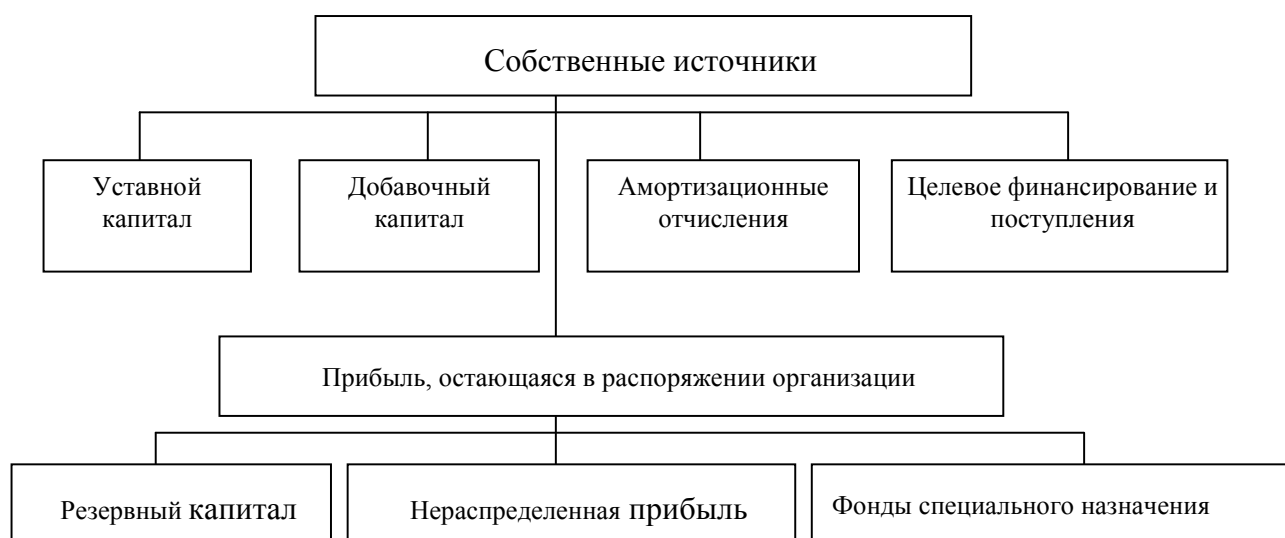 Собственные источники
Уставной
капитал
Добавочный
капитал
Амортизационные
отчисления
Целевое финансирование и
поступления
Прибыль, остающаяся в распоряжении организации
Резервный капитал
Нераспределенная прибыль
Фонды специального назначения